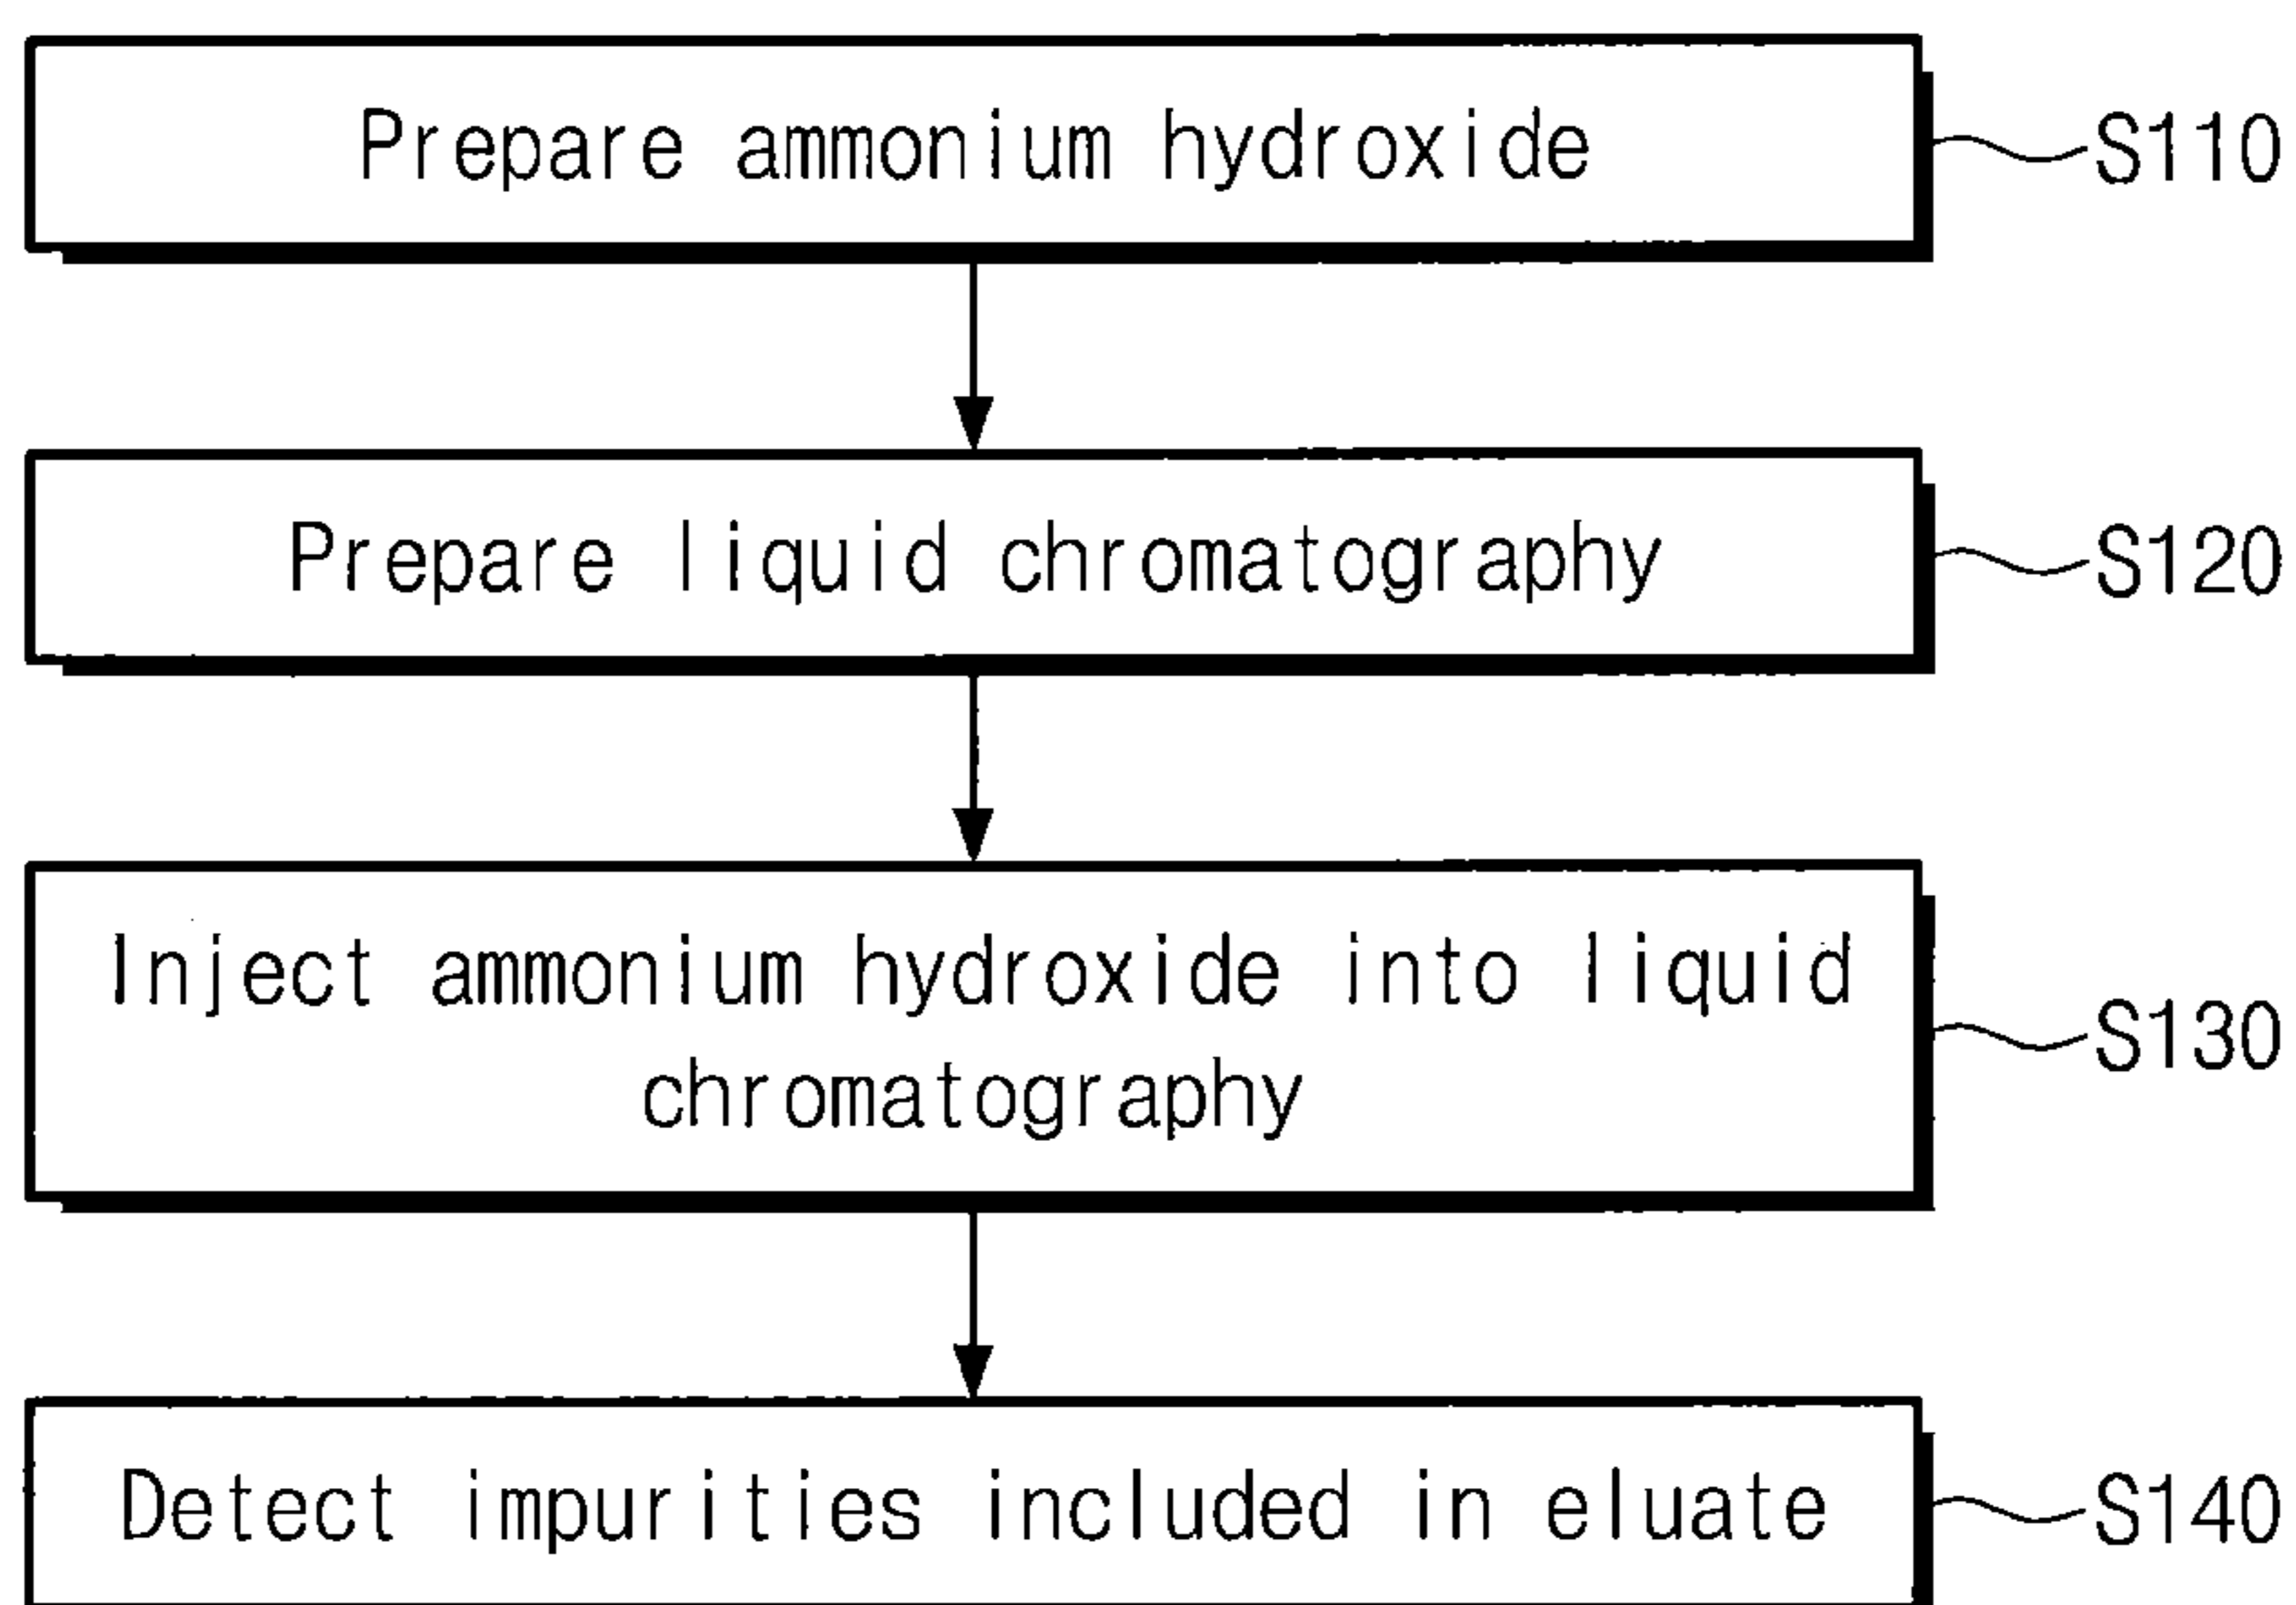 Prepare ammonium hydroxide
S110
Prepare liquid chromatography
S120
Inject ammonium hydroxide into liquid
chromatography
S130
Detect impurities included in eluate
S140